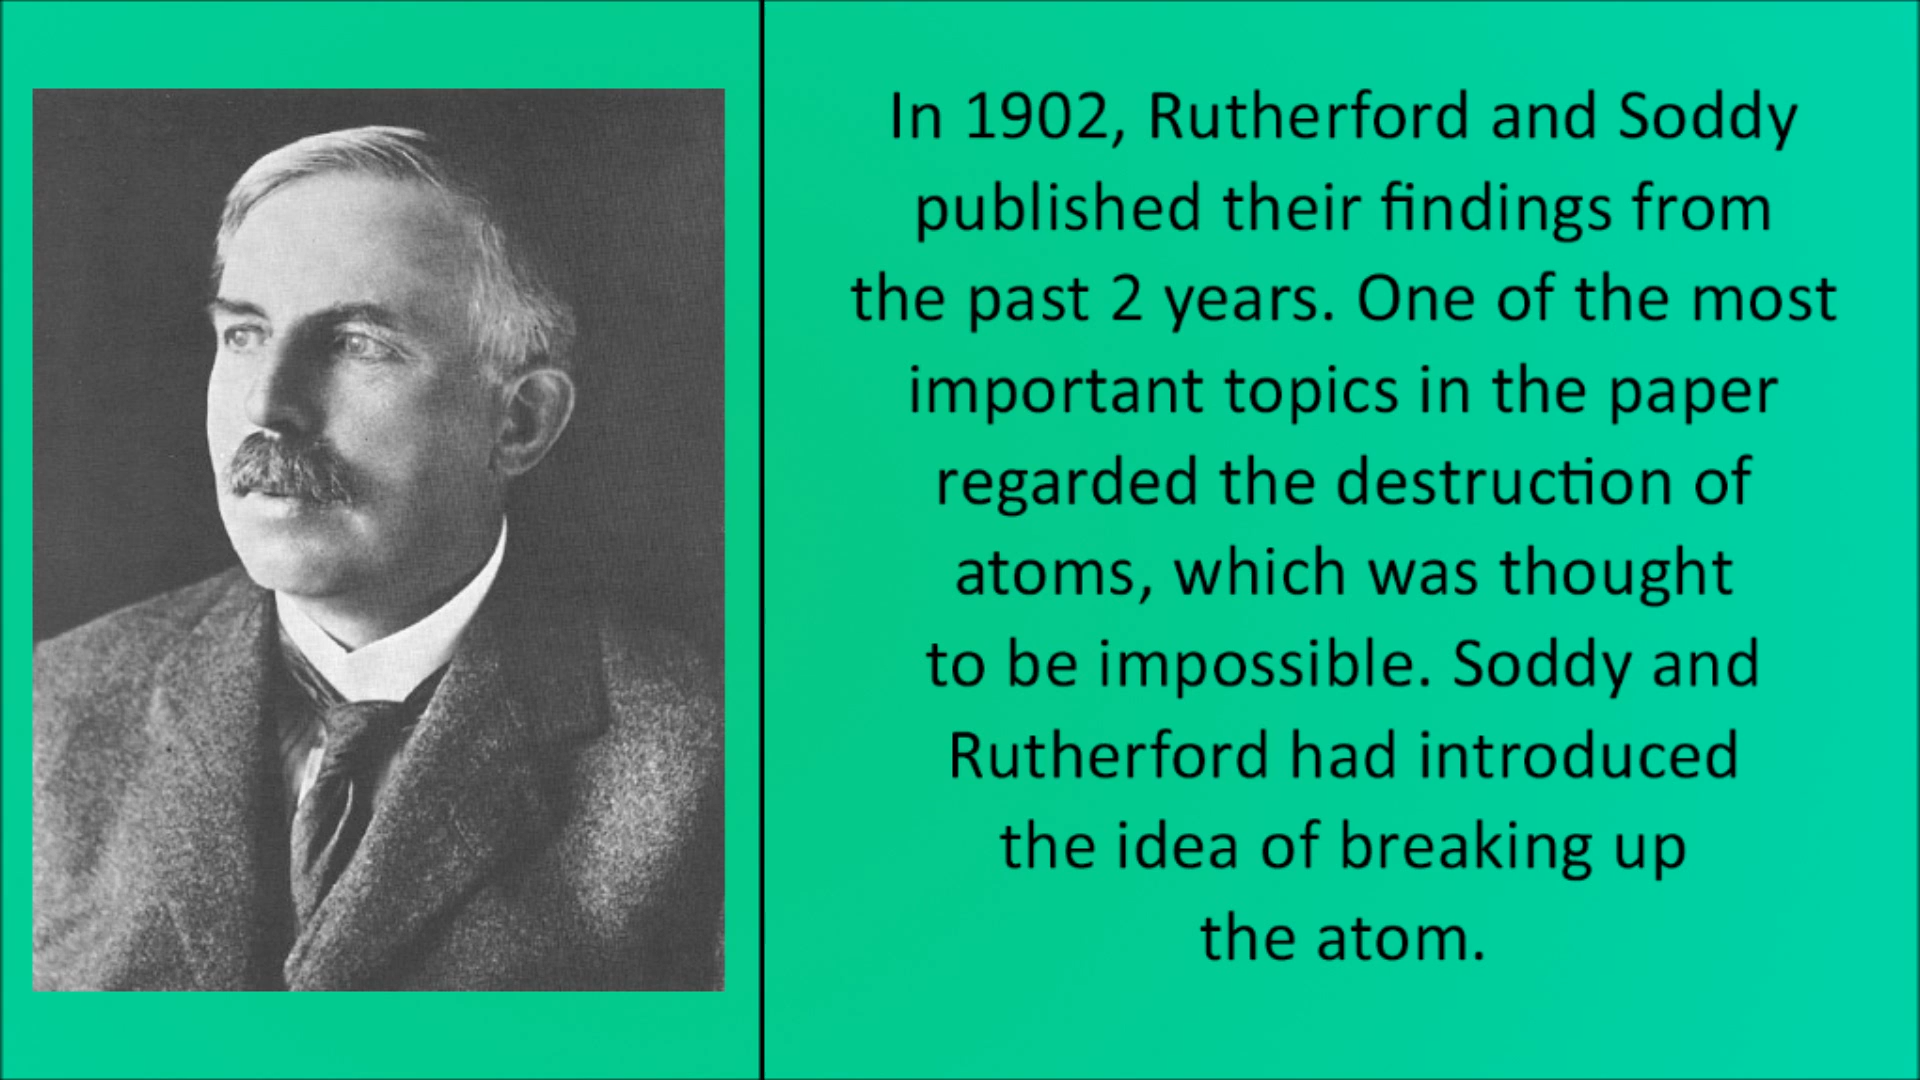 In 1902, Rutherford and Soddy
published their findings from
the past 2 years. One of the most
important topics in the paper
regarded the destruction of
atoms, which was thought
to be impossible. Soddy and
Rutherford had introduced
the idea of breaking up
the atom.